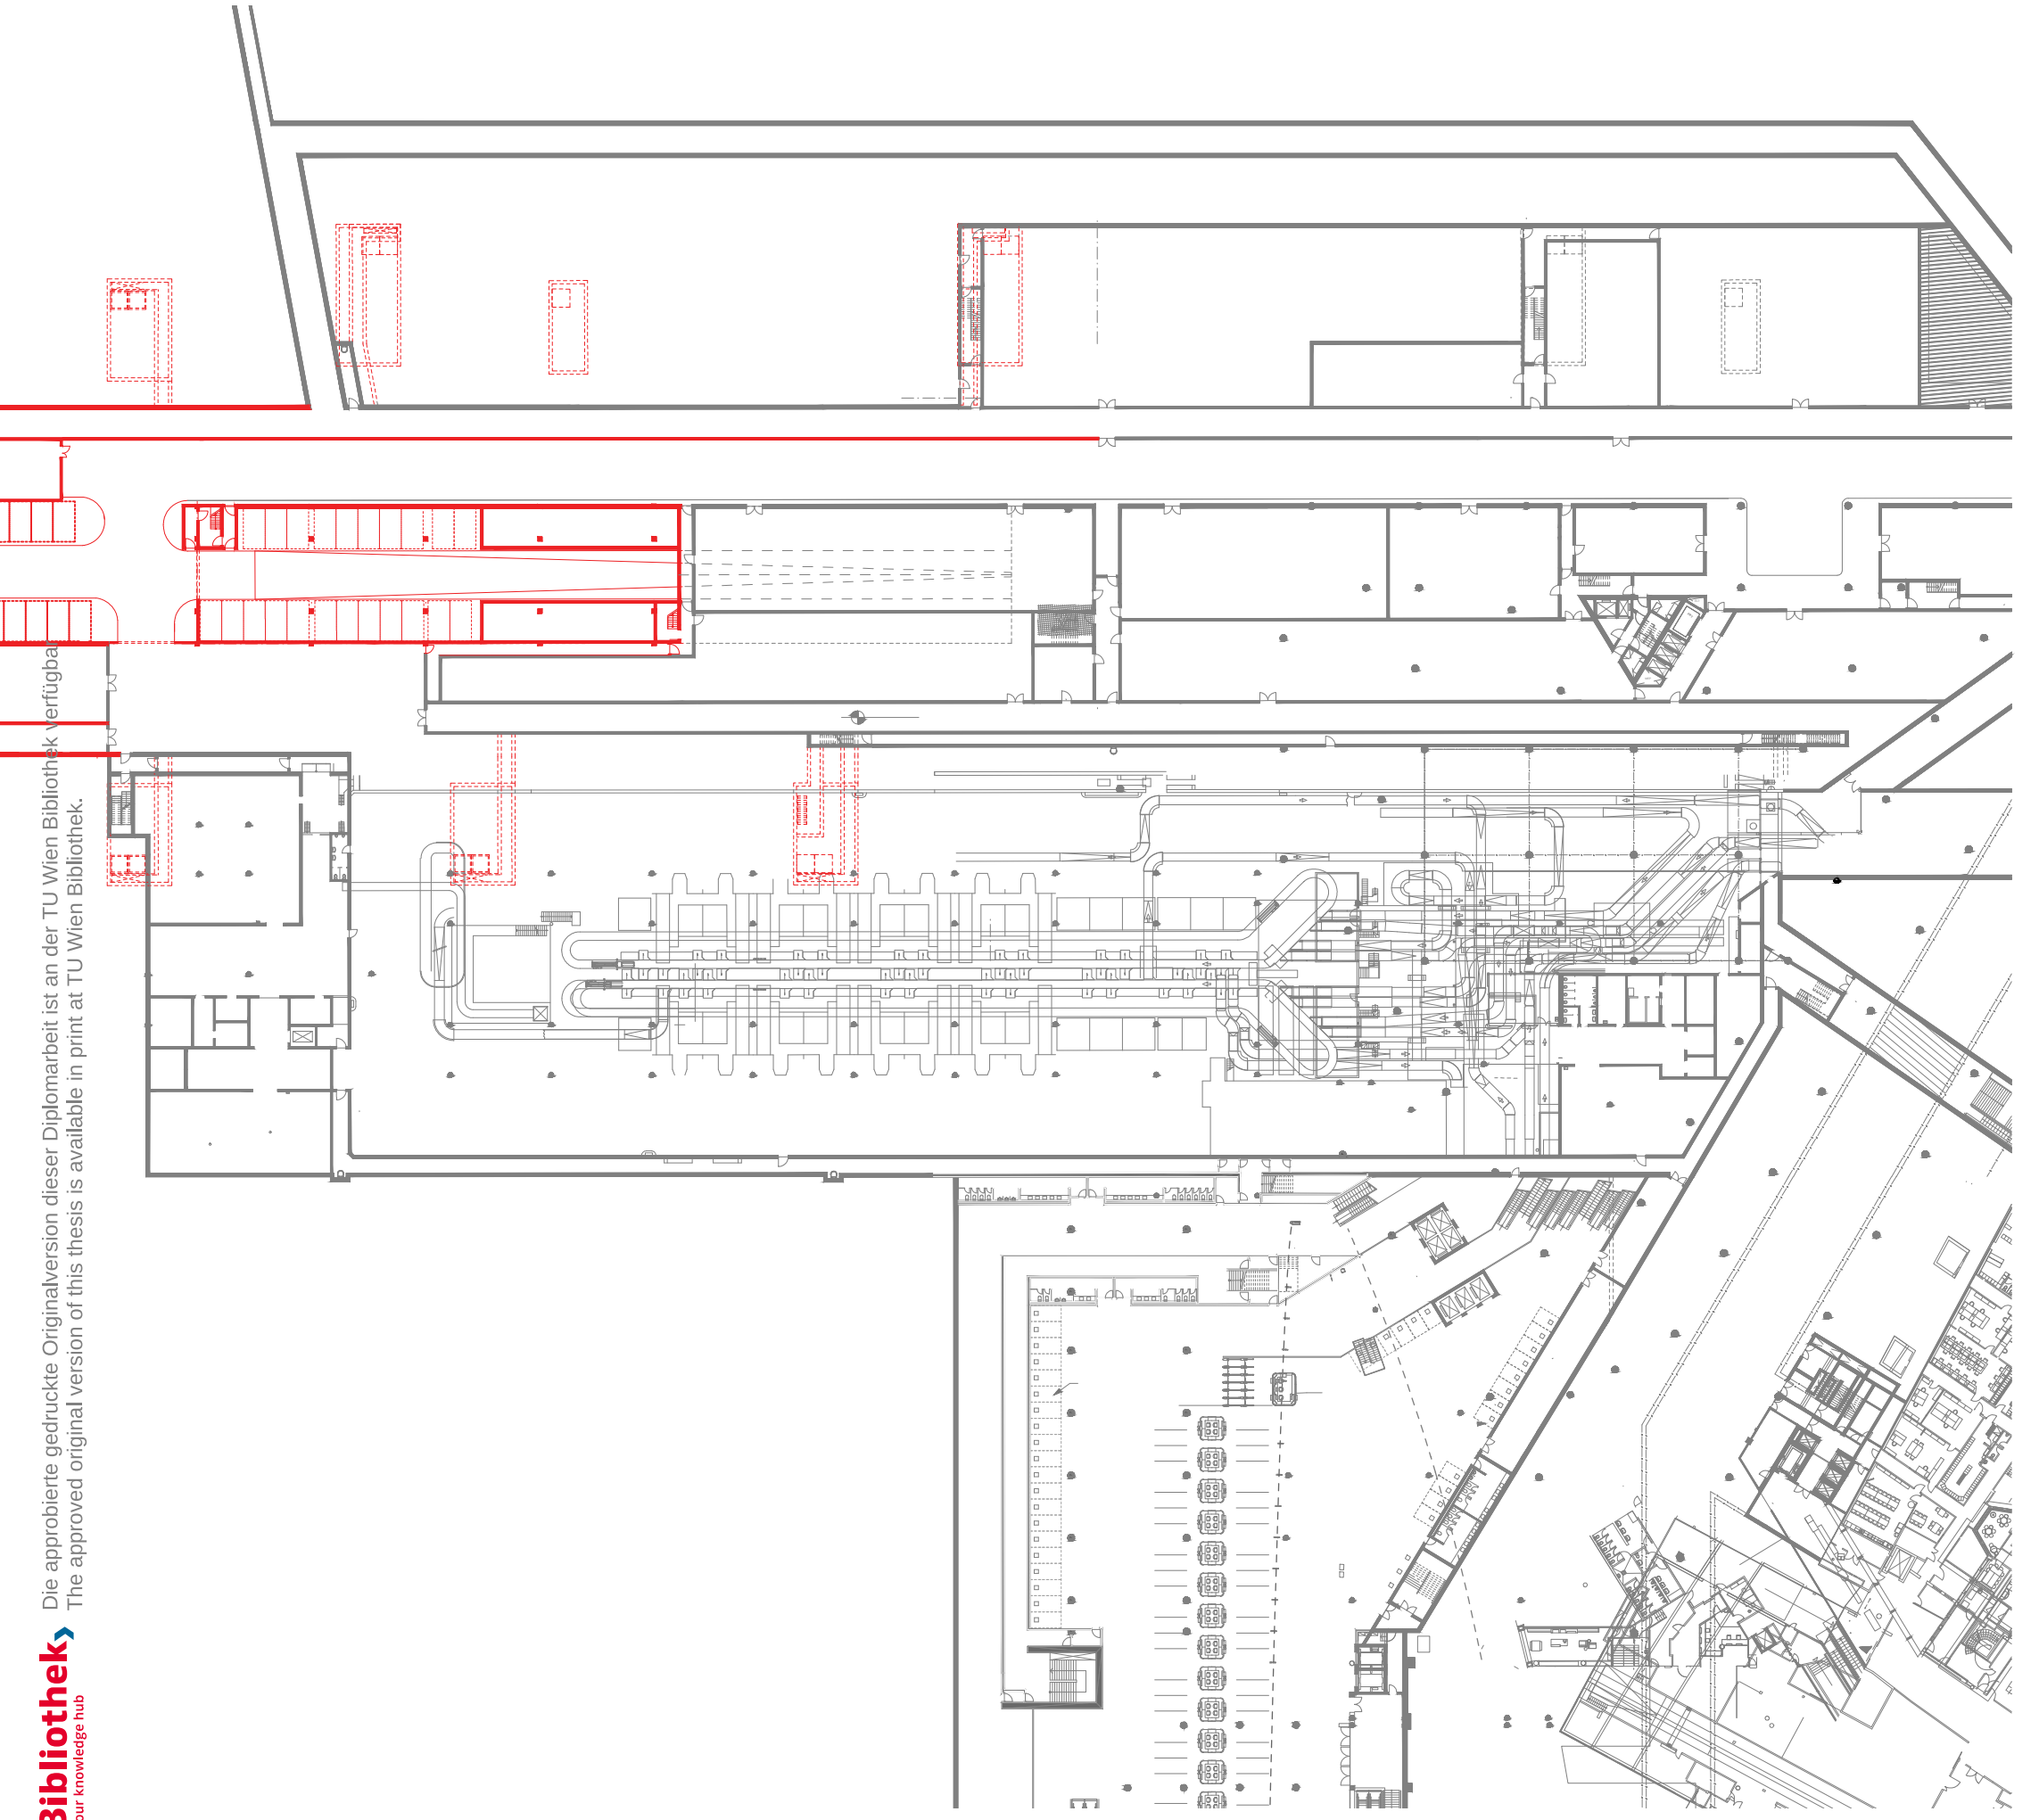 Die approbierte gedruckte Originalversion dieser Diplomarbeit ist an der TU Wien Bibliothek verfügbar
The approved original version of this thesis is available in print at TU Wien Bibliothek.
Bibliothek
our knowledge hub